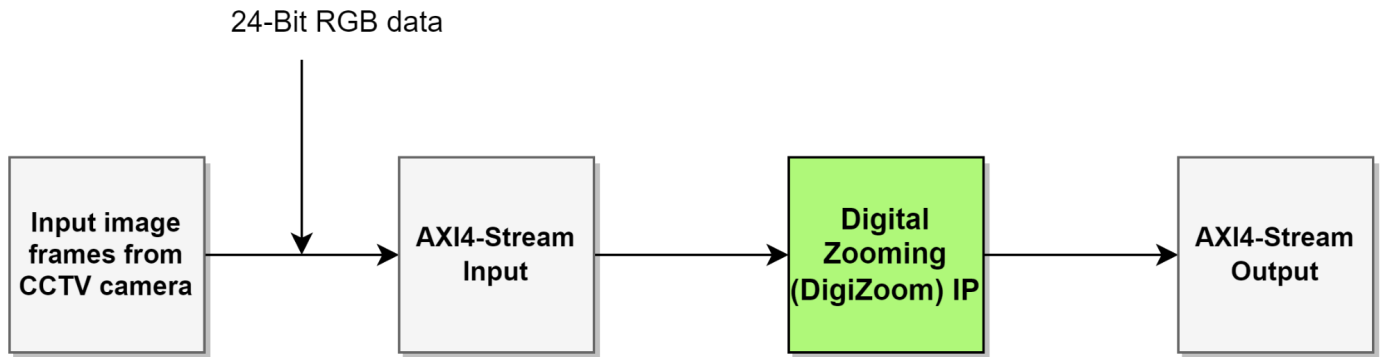 24-Bit RGB data
Input image
frames from
CCTV camera
AXI4-Stream
Input
Digital
Zooming
(DigiZoom) IP
AXI4-Stream
Output